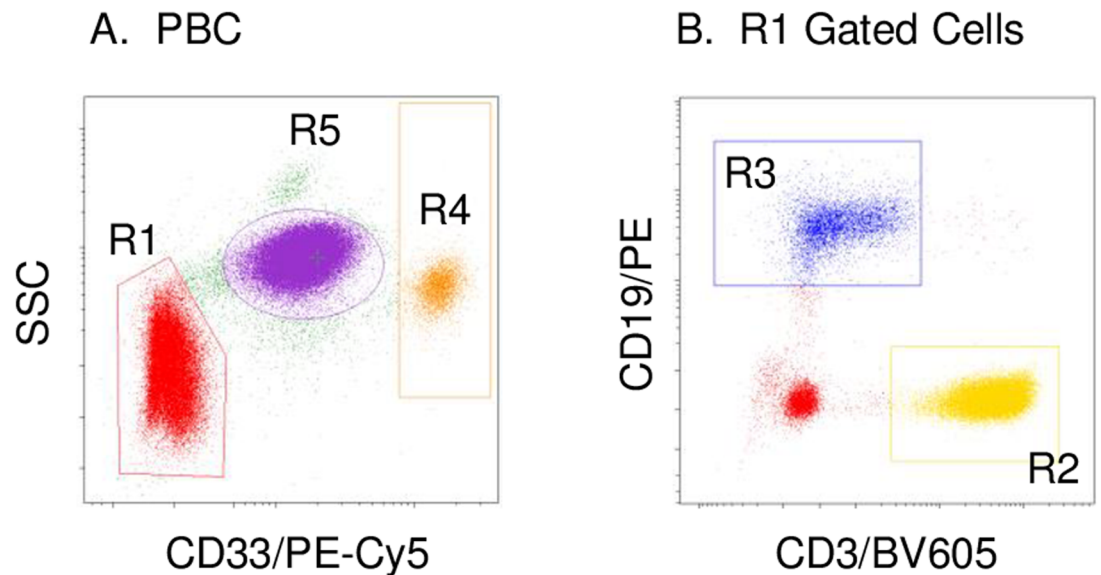 A. PBC
B. R1 Gated Cells
R5
R4
R1
SSC
CD33/PE-Cy5
R3
R2
CD19/PE
CD3/BV605